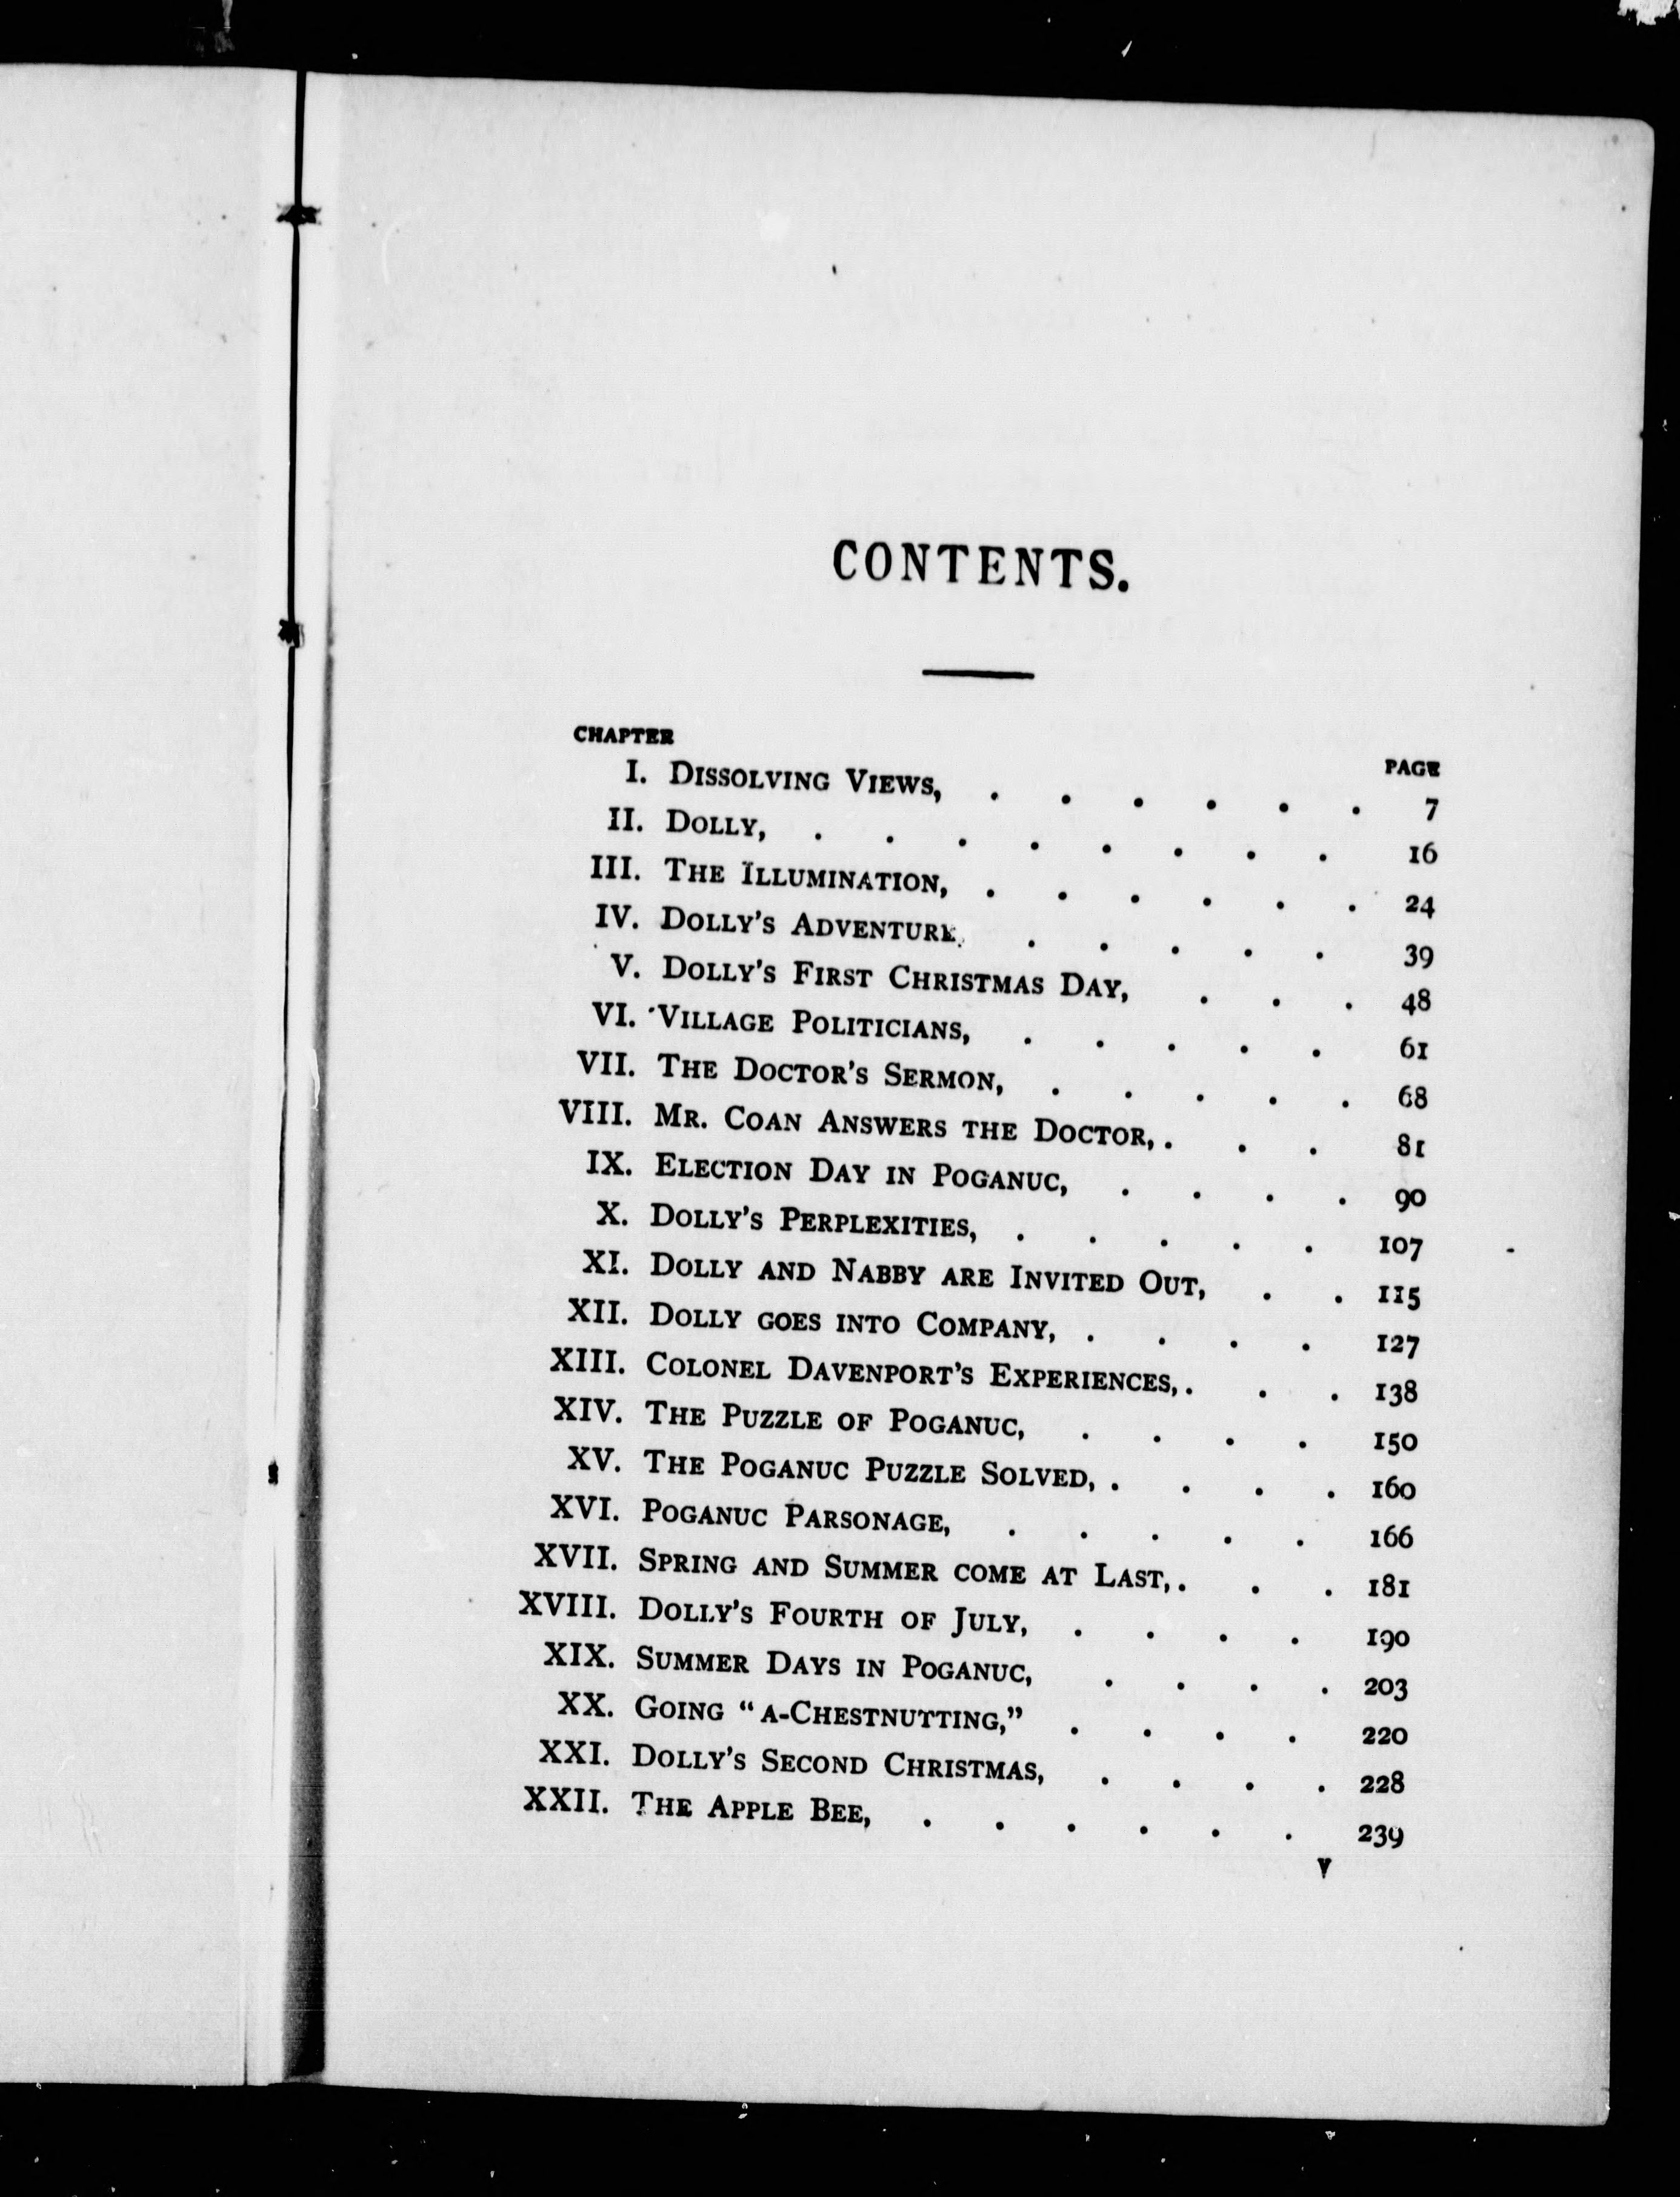 CONTENTS.
CHAPTER PAGE
I. DISSOLVING VIEWS, . . . . . . 7
II. DOLLY, . . . . . . . . 16
III. THE ILLUMINATION, . . . . . . 24
IV. DOLLY'S ADVENTURE, . . . . . 39
V. DOLLY'S FIRST CHRISTMAS DAY, . . . 48
VI. VILLAGE POLITICIANS, . . . . . 61
VII. THE DOCTOR'S SERMON, . . . . . 68
VIII. MR. COAN ANSWERS THE DOCTOR, . . . 81
IX. ELECTION DAY IN POGANUC, . . . . 90
X. DOLLY'S PERPLEXITIES, . . . . . 107
XI. DOLLY AND NABBY ARE INVITED OUT, . . 115
XII. DOLLY GOES INTO COMPANY, . . . . 127
XIII. COLONEL DAVENPORT'S EXPERIENCES, . . . 138
XIV. THE PUZZLE OF POGANUC, . . . . 150
XV. THE POGANUC PUZZLE SOLVED, . . . . 160
XVI. POGANUC PARSONAGE, . . . . . 166
XVII. SPRING AND SUMMER COME AT LAST, . . . 181
XVIII. DOLLY'S FOURTH OF JULY, . . . . 190
XIX. SUMMER DAYS IN POGANUC, . . . . 203
XX. GOING "A-CHESTNUTTING," . . . . 220
XXI. DOLLY'S SECOND CHRISTMAS, . . . . 228
XXII. THE APPLE BEE, . . . . . . 239
v